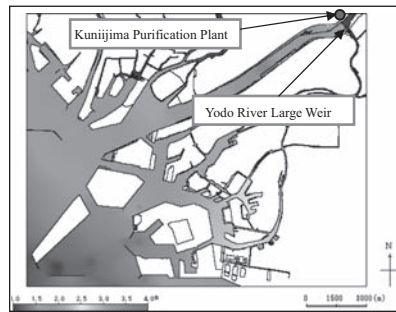 Kuniijima Purification Plant
Yodo River Large Weir
N
1.0 1.5 2.0 2.5 3.0 3.5 4.0m
0 1500 3000 (m)